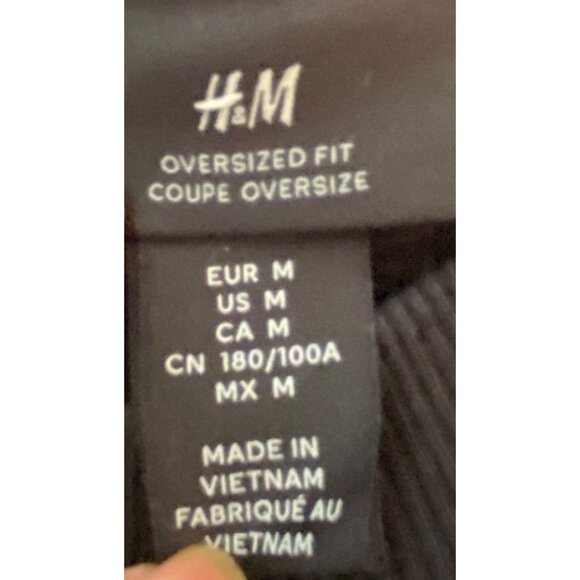 H&M
OVERSIZED FIT
COUPE OVERSIZE
EUR M
US M
CA M
CN 180/100A
MX M
MADE IN
VIETNAM
FABRIQUÉ AU
VIETNAM